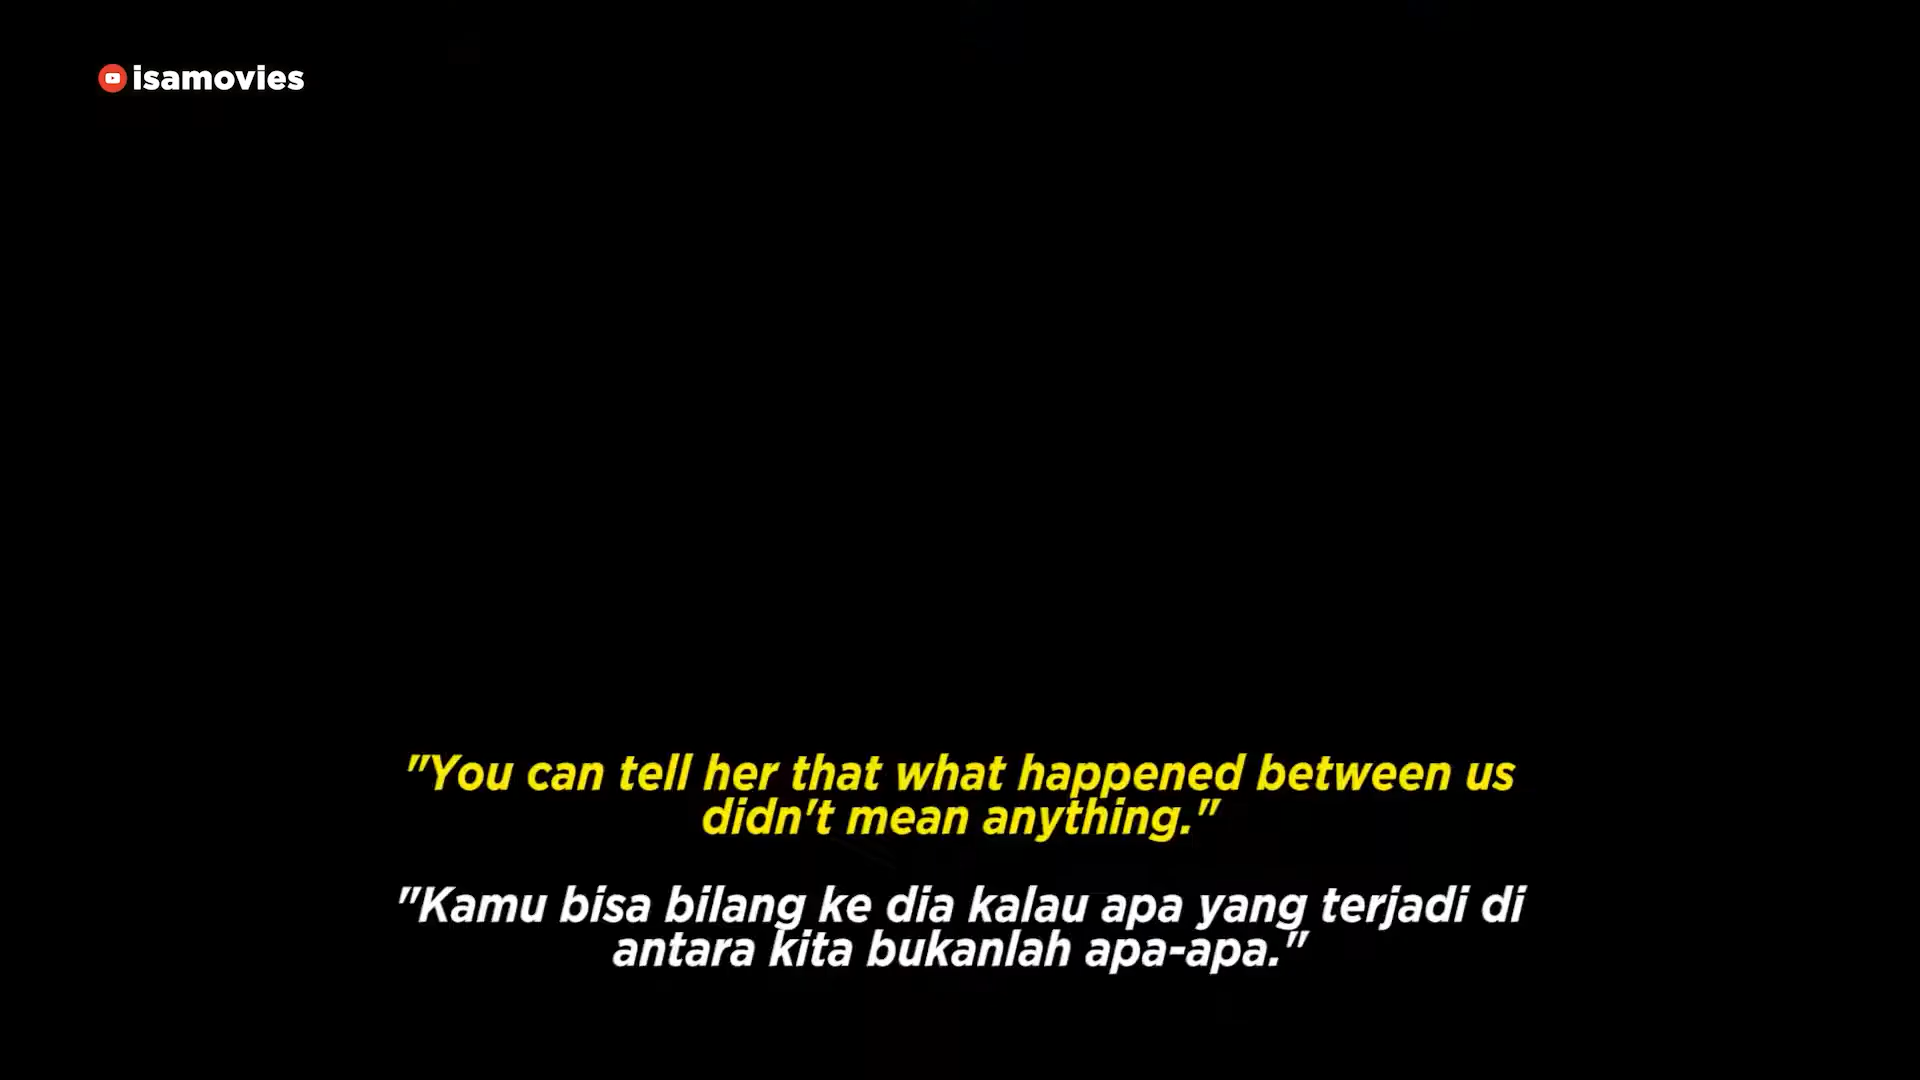 isamovies
"You can tell her that what happened between us
didn't mean anything."
"Kamu bisa bilang ke dia kalau apa yang terjadi di
antara kita bukanlah apa-apa."